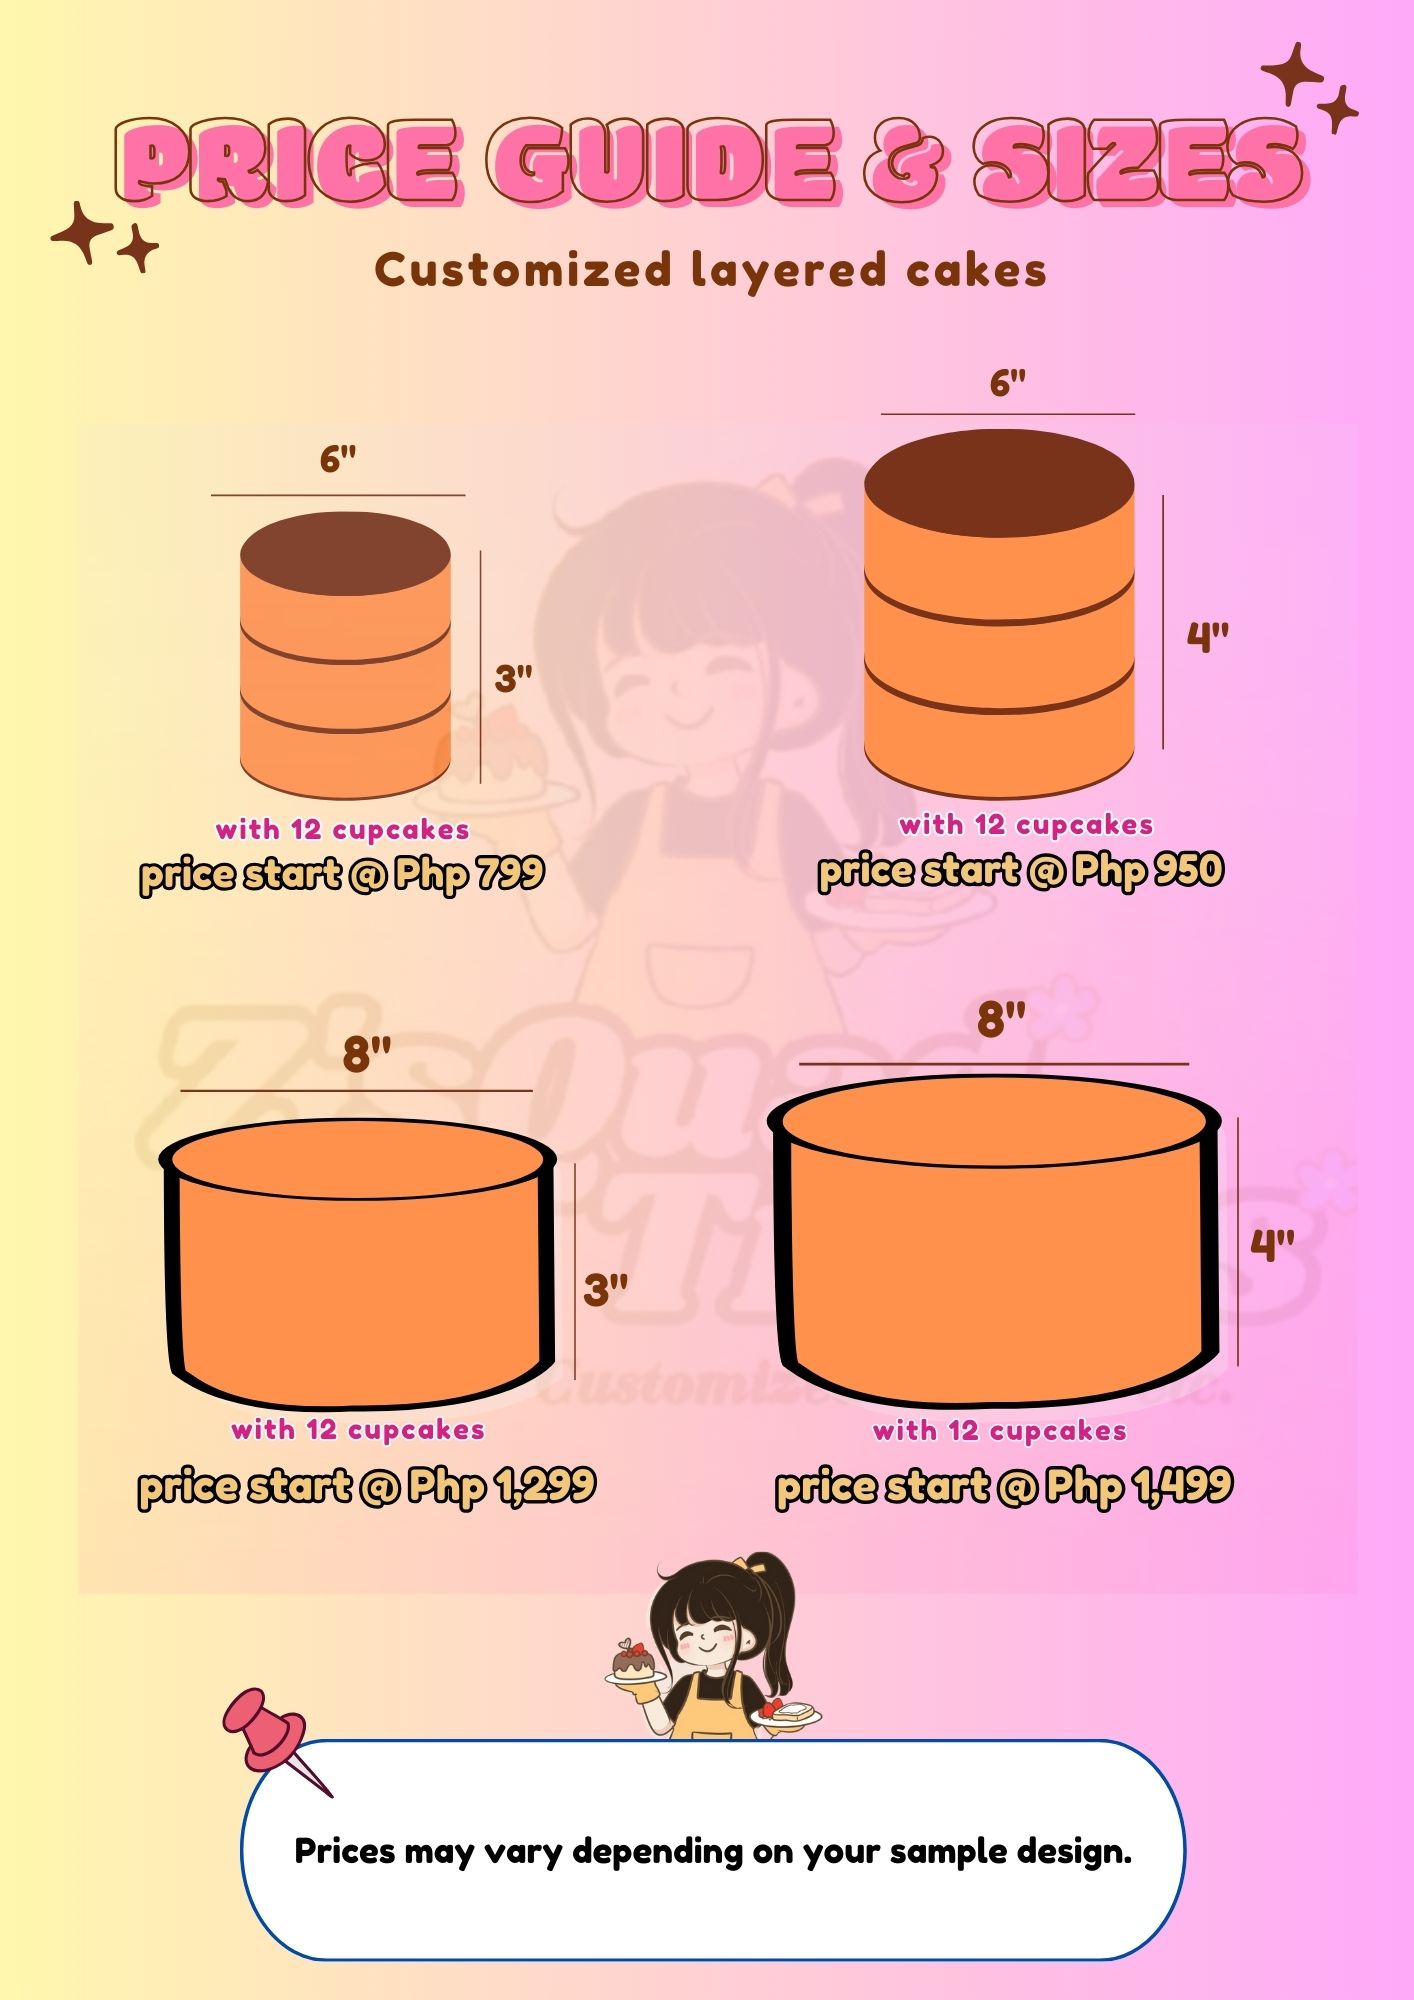 PRICE GUIDE & SIZES
Customized layered cakes
6"
3"
with 12 cupcakes
price start @ Php 799
6"
4"
with 12 cupcakes
price start @ Php 950
8"
3"
with 12 cupcakes
price start @ Php 1,299
8"
4"
with 12 cupcakes
price start @ Php 1,499
Prices may vary depending on your sample design.